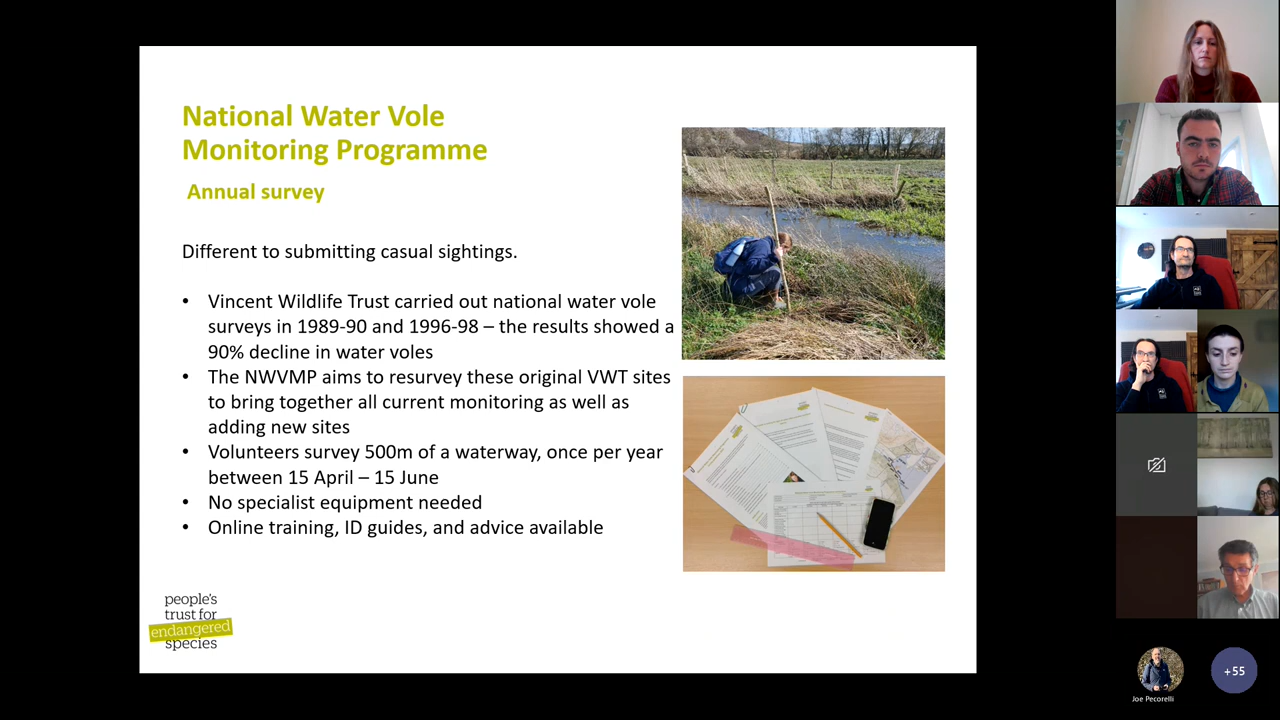 National Water Vole
Monitoring Programme
Annual survey
Different to submitting casual sightings.
• Vincent Wildlife Trust carried out national water vole
surveys in 1989-90 and 1996-98 – the results showed a
90% decline in water voles
• The NWVMP aims to resurvey these original VWT sites
to bring together all current monitoring as well as
adding new sites
• Volunteers survey 500m of a waterway, once per year
between 15 April – 15 June
• No specialist equipment needed
• Online training, ID guides, and advice available
people's
trust for
endangered
species
Joe Pecorelli
+55